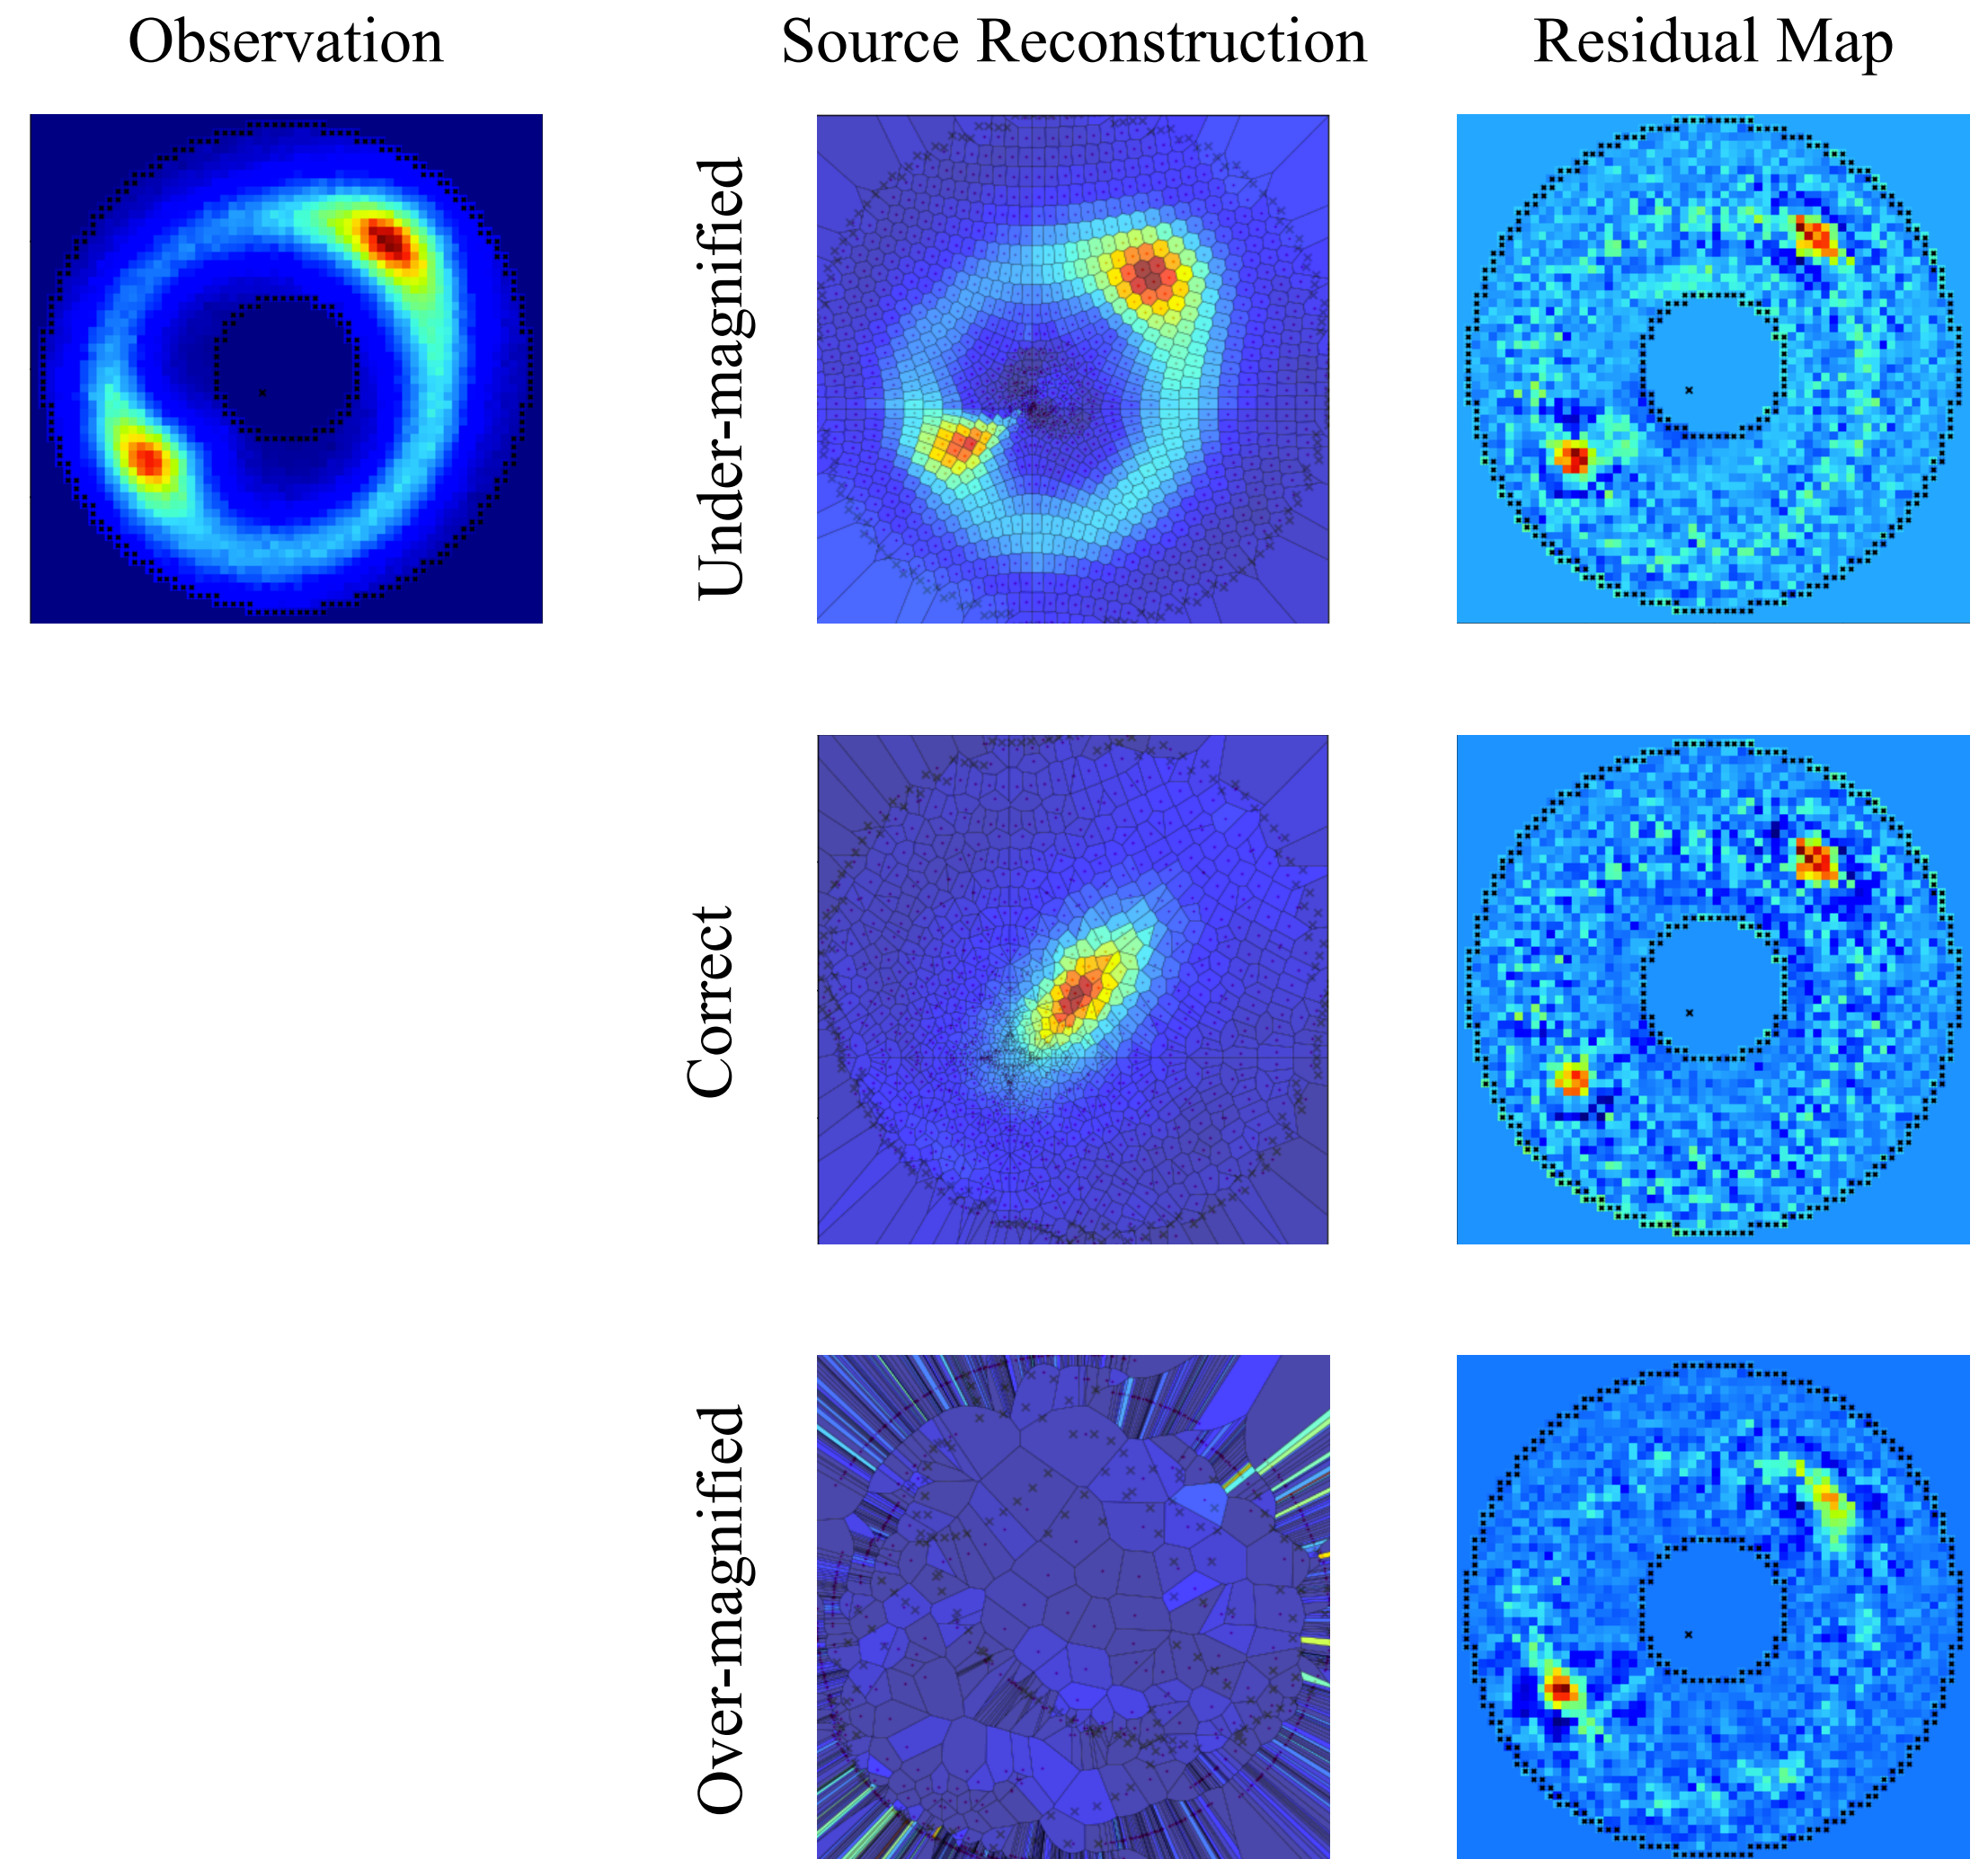 Observation
Source Reconstruction
Residual Map
Under-magnified
Correct
Over-magnified